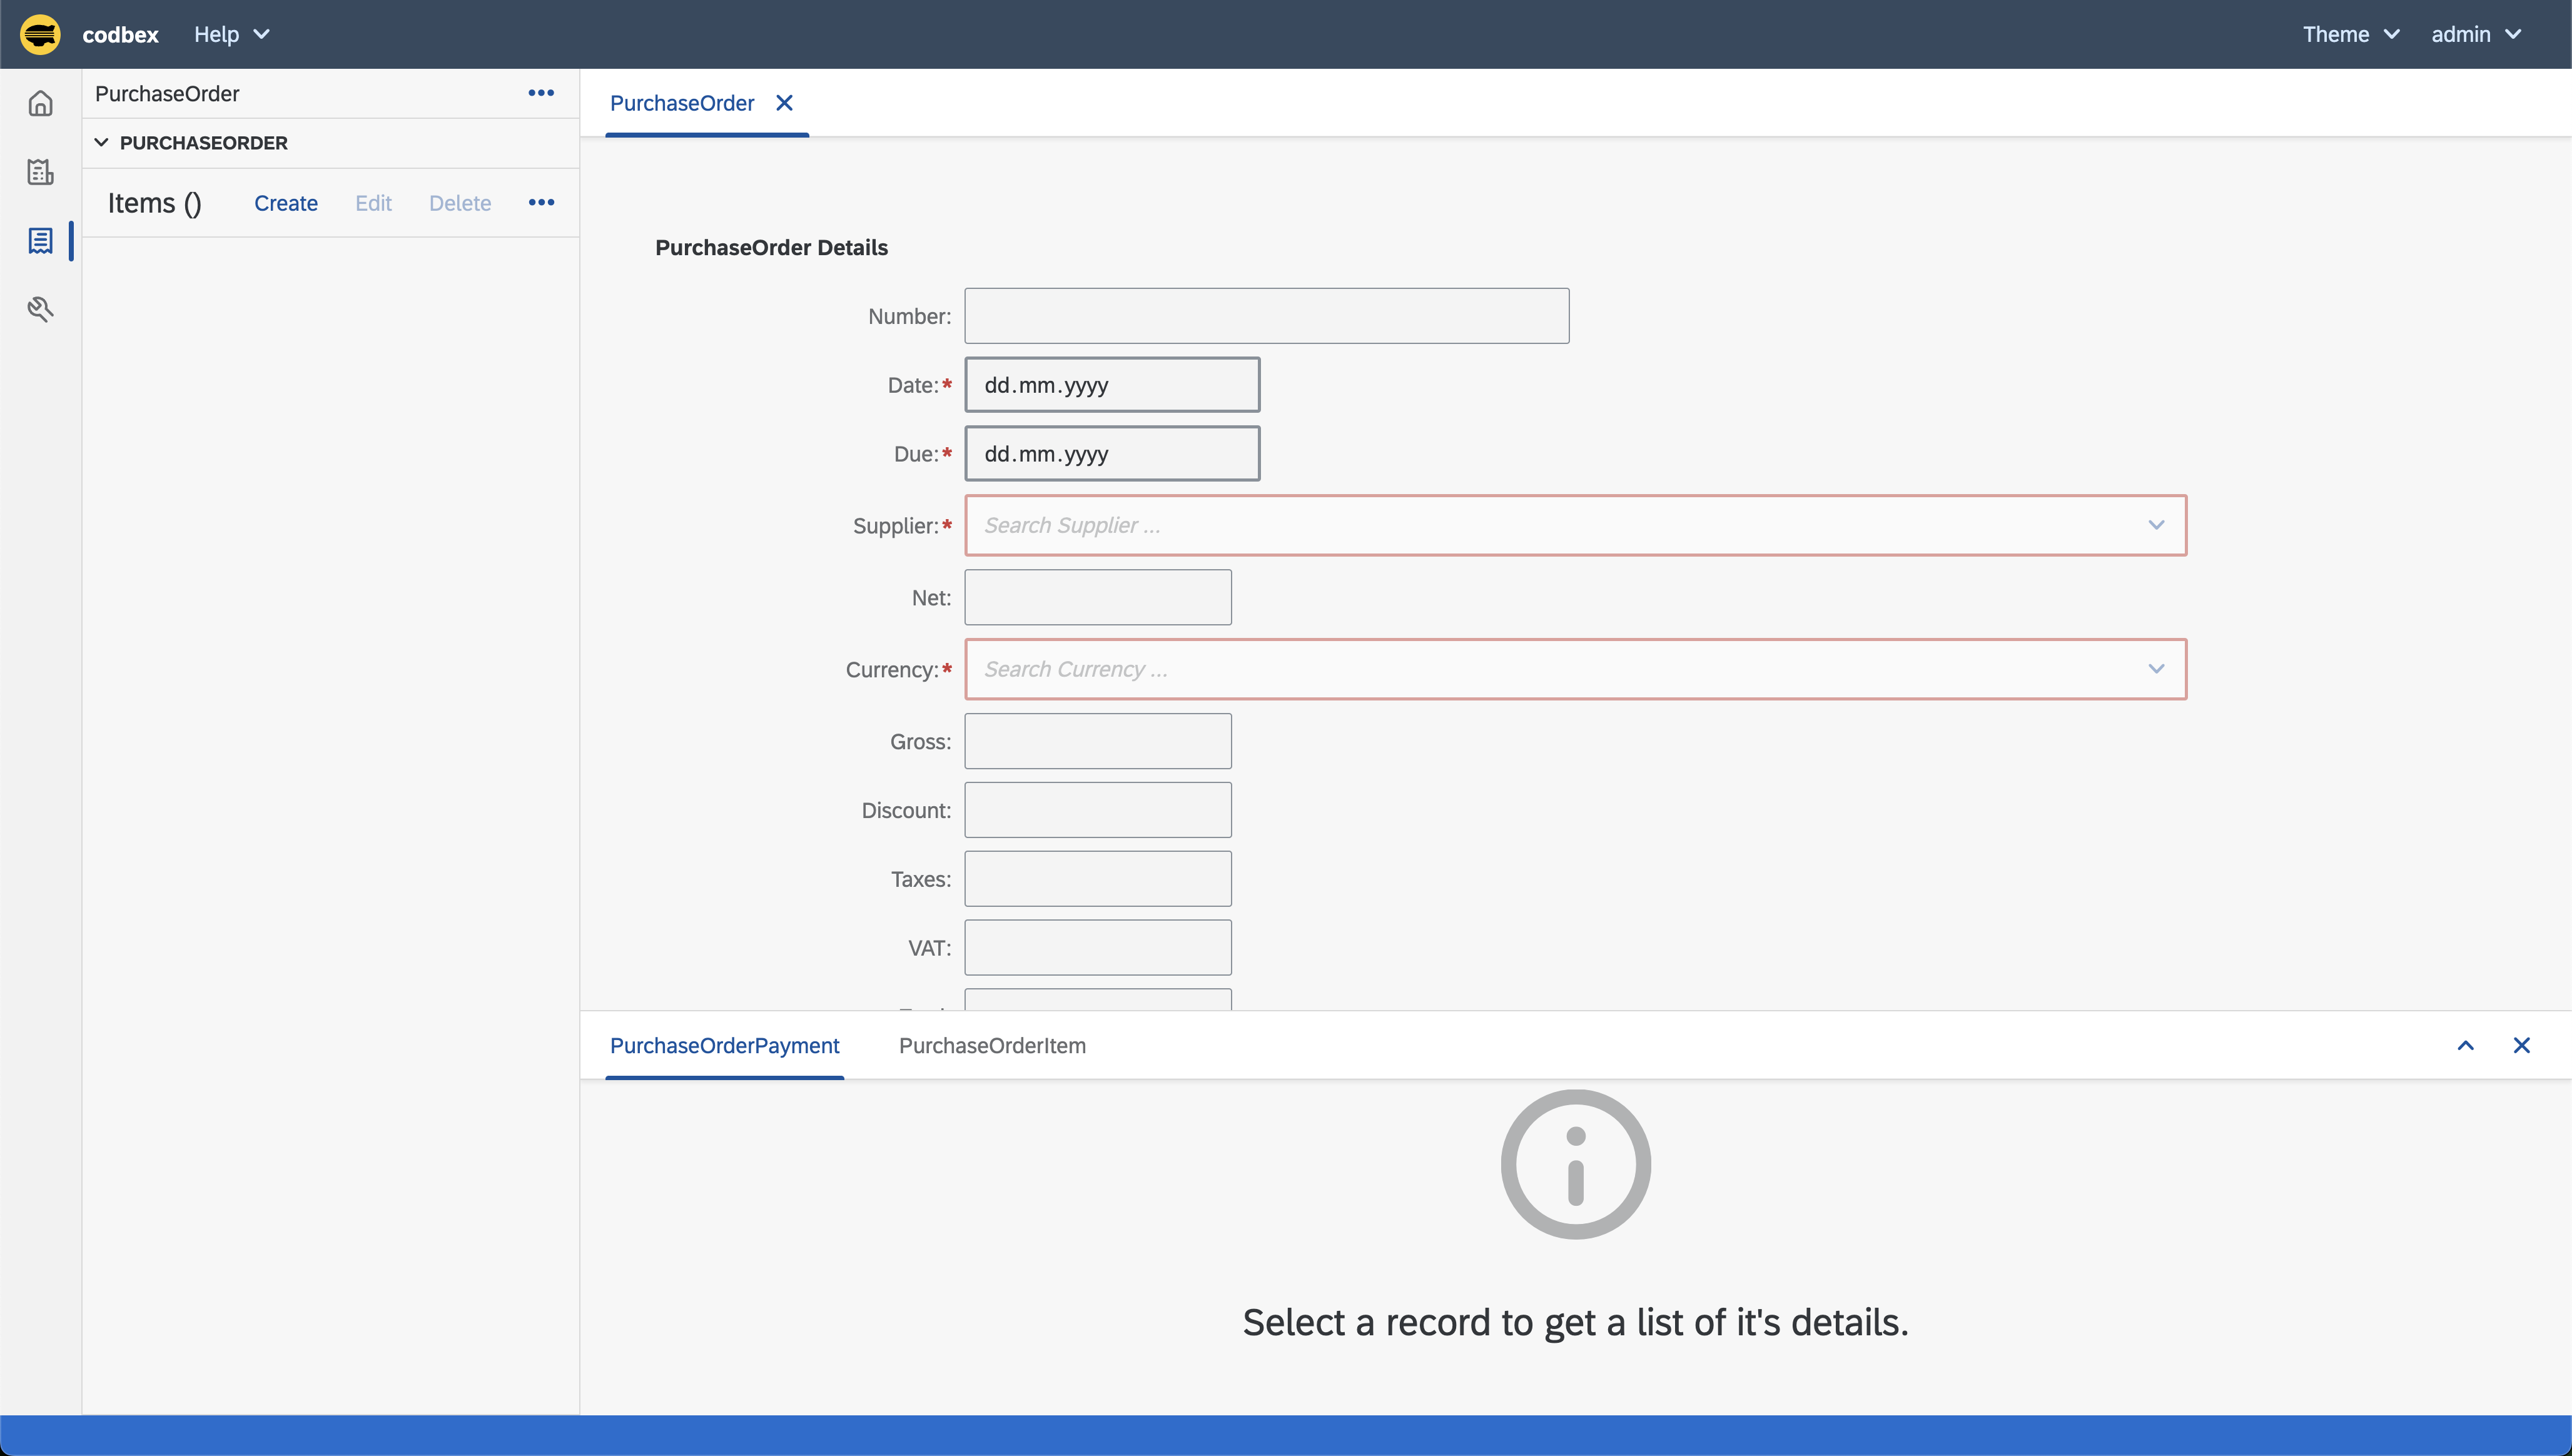 codbex Help Theme admin
PurchaseOrder
PURCHASEORDER
Items () Create Edit Delete
PurchaseOrder
PurchaseOrder Details
Number:
Date:* dd.mm.yyyy
Due:* dd.mm.yyyy
Supplier:* Search Supplier ...
Net:
Currency:* Search Currency ...
Gross:
Discount:
Taxes:
VAT:
PurchaseOrderPayment PurchaseOrderItem
Select a record to get a list of it's details.